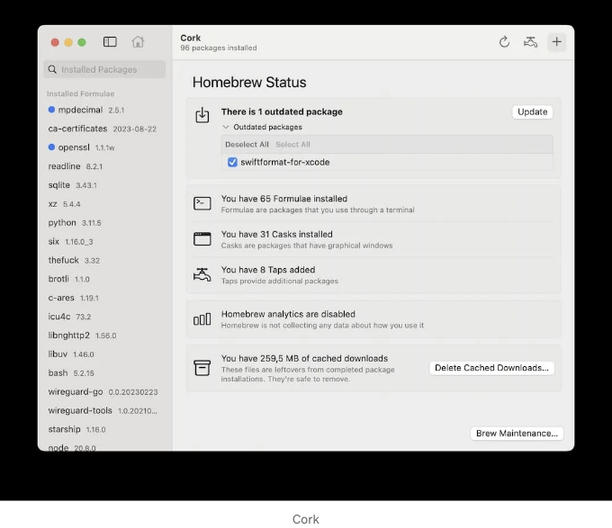 Cork
96 packages installed
Installed Packages
Installed Formulae
mpdecimal 2.5.1
ca-certificates 2023-08-22
openssl 1.1.1w
readline 8.2.1
sqlite 3.43.1
xz 5.4.4
python 3.11.5
six 1.16.0_3
thefuck 3.32
brotli 1.1.0
c-ares 1.19.1
icu4c 73.2
libnghttp2 1.56.0
libuv 1.46.0
bash 5.2.15
wireguard-go 0.0.20230223
wireguard-tools 1.0.20210...
starship 1.16.0
node 20.8.0
Homebrew Status
There is 1 outdated package
Update
Outdated packages
Deselect All Select All
swiftformat-for-xcode
You have 65 Formulae installed
Formulae are packages that you use through a terminal
You have 31 Casks installed
Casks are packages that have graphical windows
You have 8 Taps added
Taps provide additional packages
Homebrew analytics are disabled
Homebrew is not collecting any data about how you use it
You have 259,5 MB of cached downloads
These files are leftovers from completed package
installations. They're safe to remove.
Delete Cached Downloads...
Brew Maintenance...
Cork